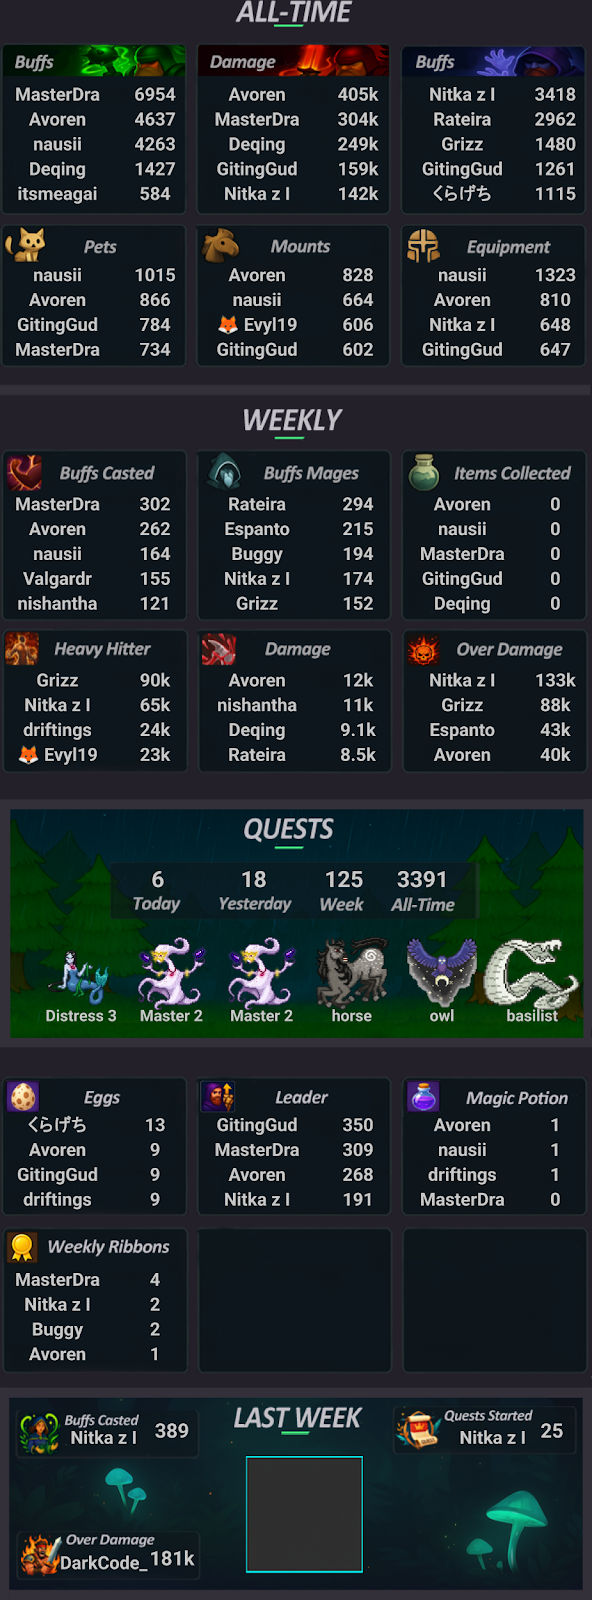 ALL-TIME
Buffs
MasterDra 6954
Avoren 4637
nausii 4263
Deqing 1427
itsmeagai 584
Damage
Avoren 405k
MasterDra 304k
Deqing 249k
GitingGud 159k
Nitka z I 142k
Buffs
Nitka z I 3418
Rateira 2962
Grizz 1480
GitingGud 1261
くらげち 1115
Pets
nausii 1015
Avoren 866
GitingGud 784
MasterDra 734
Mounts
Avoren 828
nausii 664
🦊 Evyl19 606
GitingGud 602
Equipment
nausii 1323
Avoren 810
Nitka z I 648
GitingGud 647
WEEKLY
Buffs Casted
MasterDra 302
Avoren 262
nausii 164
Valgardr 155
nishantha 121
Buffs Mages
Rateira 294
Espanto 215
Buggy 194
Nitka z I 174
Grizz 152
Items Collected
Avoren 0
nausii 0
MasterDra 0
GitingGud 0
Deqing 0
Heavy Hitter
Grizz 90k
Nitka z I 65k
driftings 24k
🦊 Evyl19 23k
Damage
Avoren 12k
nishantha 11k
Deqing 9.1k
Rateira 8.5k
Over Damage
Nitka z I 133k
Grizz 88k
Espanto 43k
Avoren 40k
QUESTS
6 18 125 3391
Today Yesterday Week All-Time
Distress 3 Master 2 Master 2 horse owl basilist
Eggs
くらげち 13
Avoren 9
GitingGud 9
driftings 9
Leader
GitingGud 350
MasterDra 309
Avoren 268
Nitka z I 191
Magic Potion
Avoren 1
nausii 1
driftings 1
MasterDra 0
Weekly Ribbons
MasterDra 4
Nitka z I 2
Buggy 2
Avoren 1
LAST WEEK
Buffs Casted
Nitka z I 389
Quests Started
Nitka z I 25
Over Damage
DarkCode_ 181k